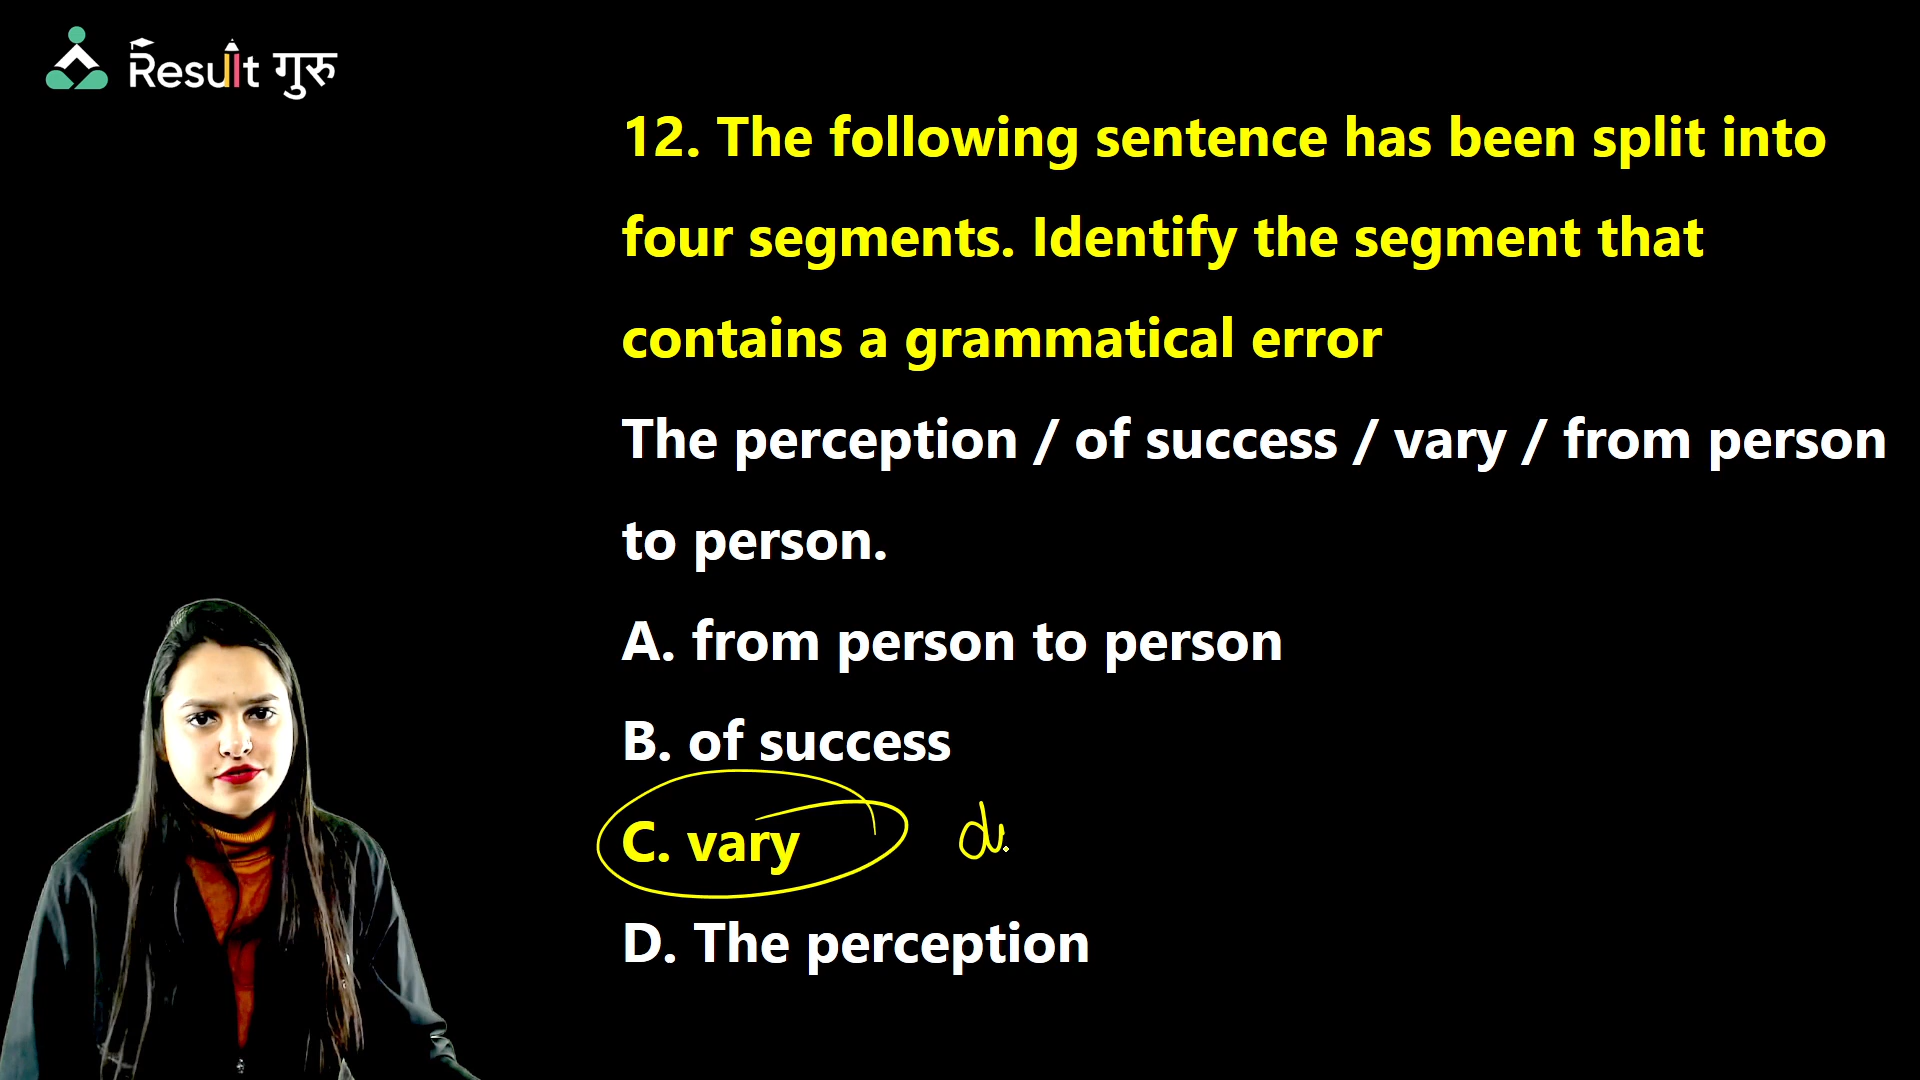 Result गुरु
12. The following sentence has been split into
four segments. Identify the segment that
contains a grammatical error
The perception / of success / vary / from person
to person.
A. from person to person
B. of success
C. vary
D. The perception